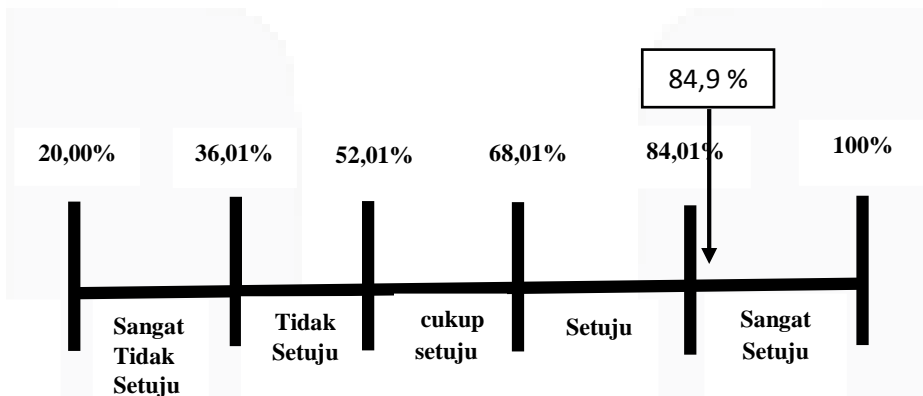 84,9 %
20,00%
36,01%
52,01%
68,01%
84,01%
100%
Sangat
Tidak
Setuju
Tidak
Setuju
cukup
setuju
Setuju
Sangat
Setuju